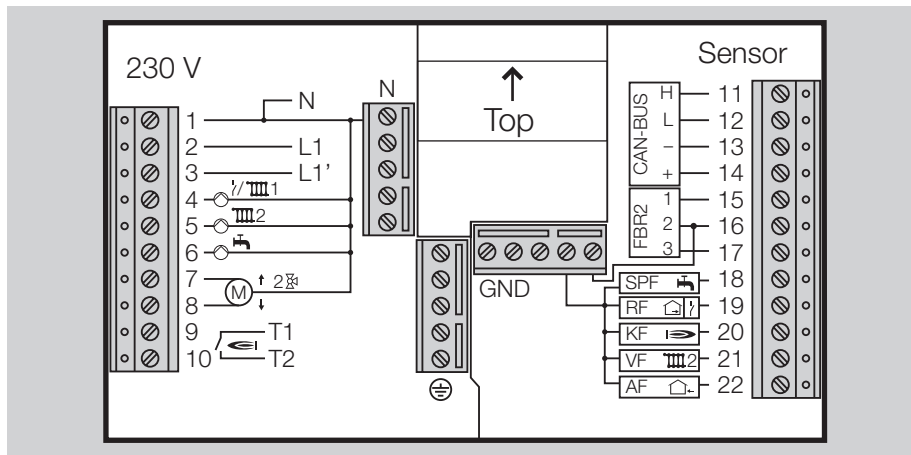 230 V
N
Top
Sensor
1 N
2 L1
3 L1’
4 1
5 2
6
7 M 2
8
9 T1
10 T2
GND
CAN-BUS
H 11
L 12
– 13
+ 14
FBR2
1 15
2 16
3 17
SPF 18
RF 19
KF 20
VF 2 21
AF 22